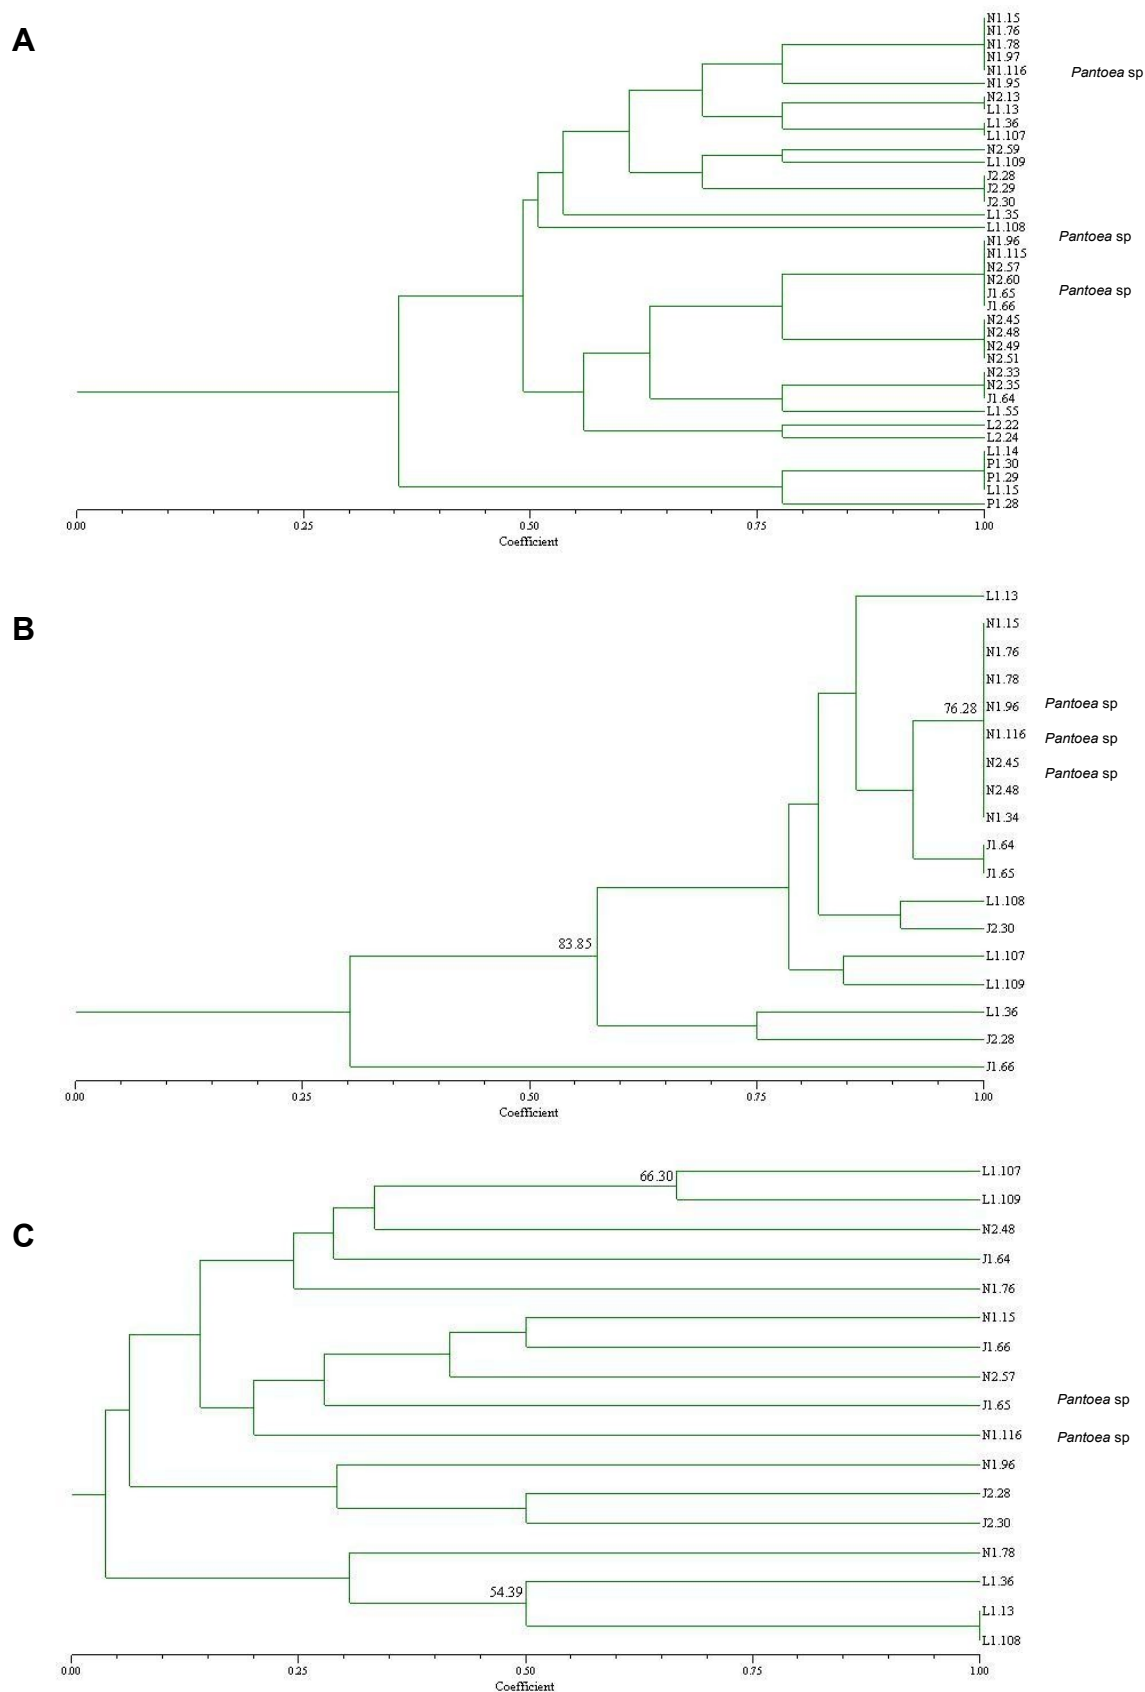 A
N1.15
N1.76
N1.78
N1.97
N1.116
Pantoea sp
N1.95
N2.13
L1.13
L1.36
L1.107
N2.59
L1.109
J2.28
J2.29
J2.30
L1.35
L1.108
N1.96
Pantoea sp
N1.115
N2.57
N2.60
J1.65
Pantoea sp
J1.66
N2.45
N2.48
N2.49
N2.51
N2.33
N2.35
J1.64
L1.55
L2.22
L2.24
L1.14
P1.30
P1.29
L1.15
P1.28
0.00 0.25 0.50 0.75 1.00
Coefficient
B
L1.13
N1.15
N1.76
N1.78
76.28 N1.96 Pantoea sp
N1.116 Pantoea sp
N2.45 Pantoea sp
N2.48
N1.34
J1.64
J1.65
L1.108
J2.30
83.85
L1.107
L1.109
L1.36
J2.28
J1.66
0.00 0.25 0.50 0.75 1.00
Coefficient
C
66.30 L1.107
L1.109
N2.48
J1.64
N1.76
N1.15
J1.66
N2.57
J1.65 Pantoea sp
N1.116 Pantoea sp
N1.96
J2.28
J2.30
N1.78
54.39 L1.36
L1.13
L1.108
0.00 0.25 0.50 0.75 1.00
Coefficient